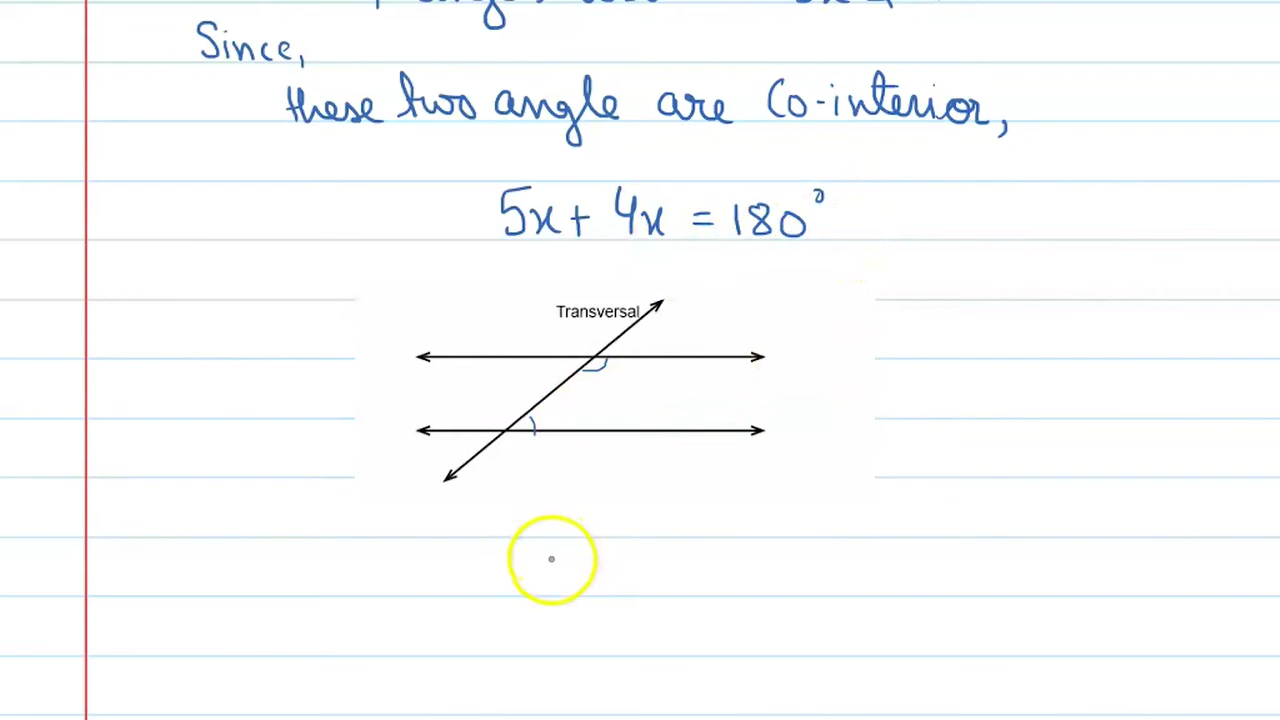 Since,
these two angle are Co-interior,
5x + 4x = 180°
Transversal